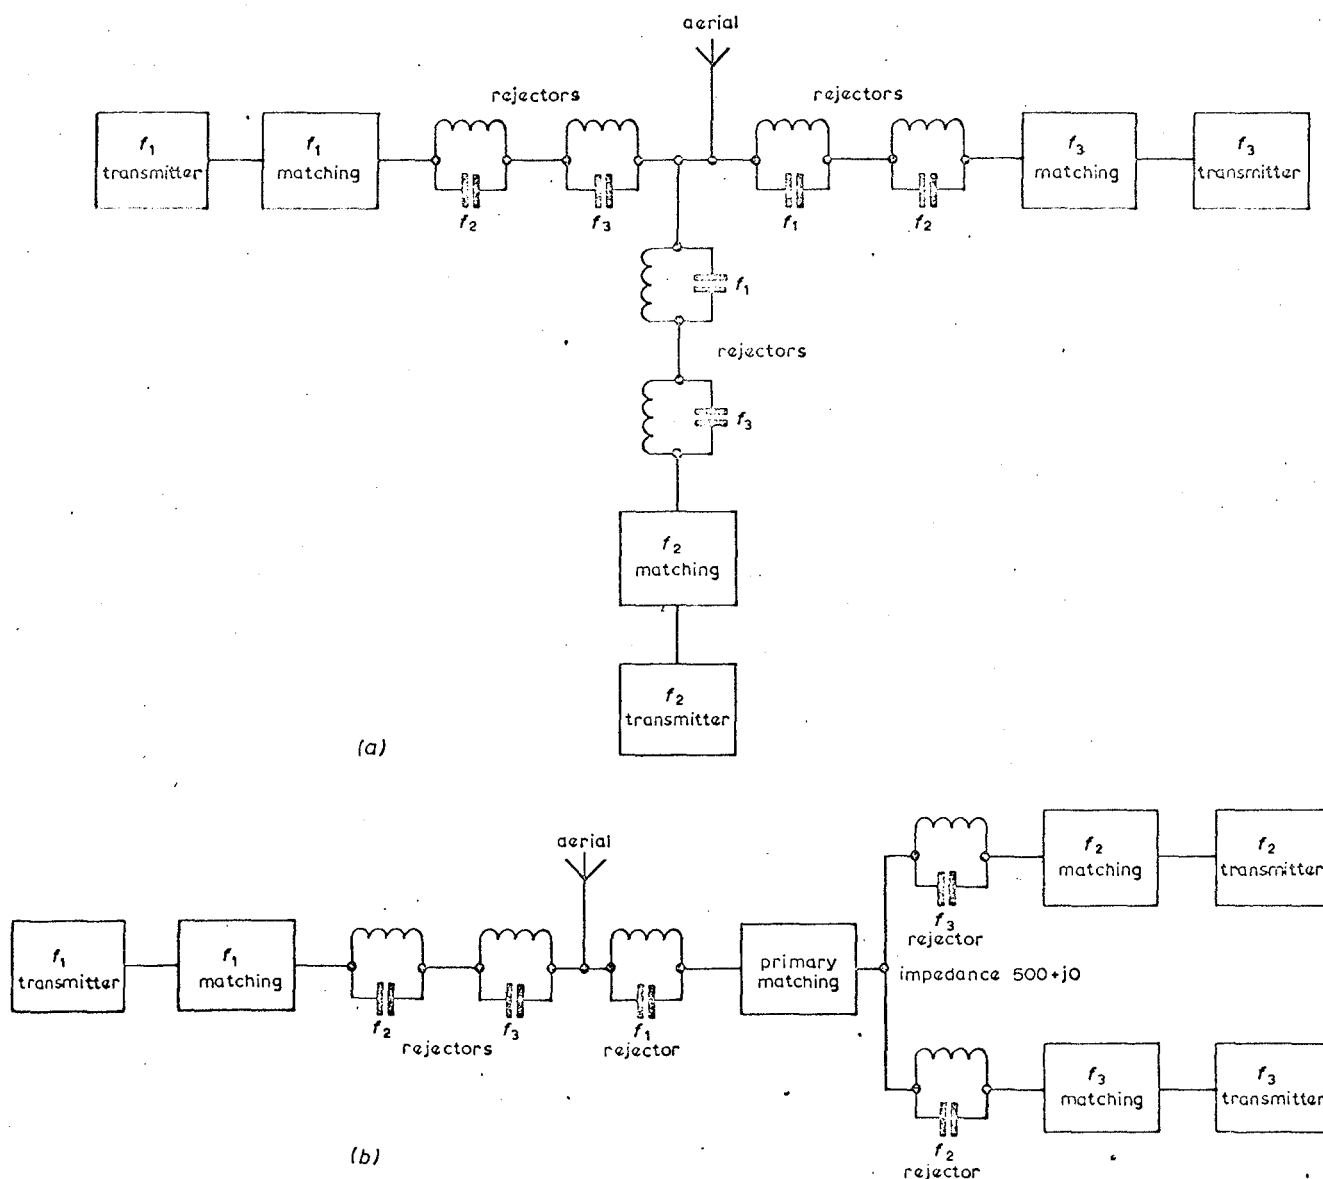 aerial
rejectors
rejectors
f₁
transmitter
f₁
matching
f₂
f₃
f₁
f₂
f₃
matching
f₃
transmitter
f₁
rejectors
f₃
f₂
matching
f₂
transmitter
(a)
aerial
f₁
transmitter
f₁
matching
f₂
f₃
rejectors
f₁
rejector
primary
matching
f₃
rejector
f₂
matching
f₂
transmitter
impedance 500+j0
f₂
rejector
f₃
matching
f₃
transmitter
(b)